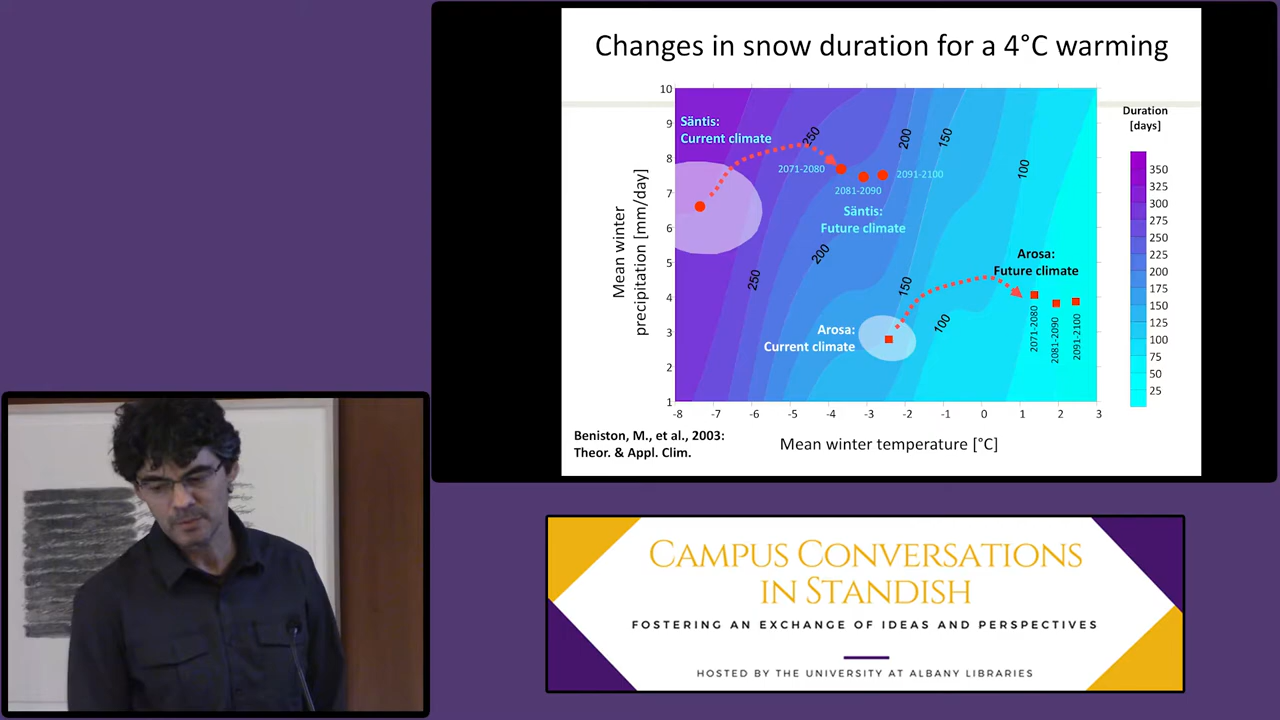 Changes in snow duration for a 4°C warming
Duration
[days]
10
9
8
7
6
5
4
3
2
1
Mean winter
precipitation [mm/day]
Säntis:
Current climate
250
200
150
100
2071-2080
2081-2090
2091-2100
Säntis:
Future climate
250
200
150
100
Arosa:
Future climate
2071-2080
2081-2090
2091-2100
Arosa:
Current climate
-8 -7 -6 -5 -4 -3 -2 -1 0 1 2 3
Mean winter temperature [°C]
350
325
300
275
250
225
200
175
150
125
100
75
50
25
Beniston, M., et al., 2003:
Theor. & Appl. Clim.
CAMPUS CONVERSATIONS
IN STANDISH
FOSTERING AN EXCHANGE OF IDEAS AND PERSPECTIVES
HOSTED BY THE UNIVERSITY AT ALBANY LIBRARIES